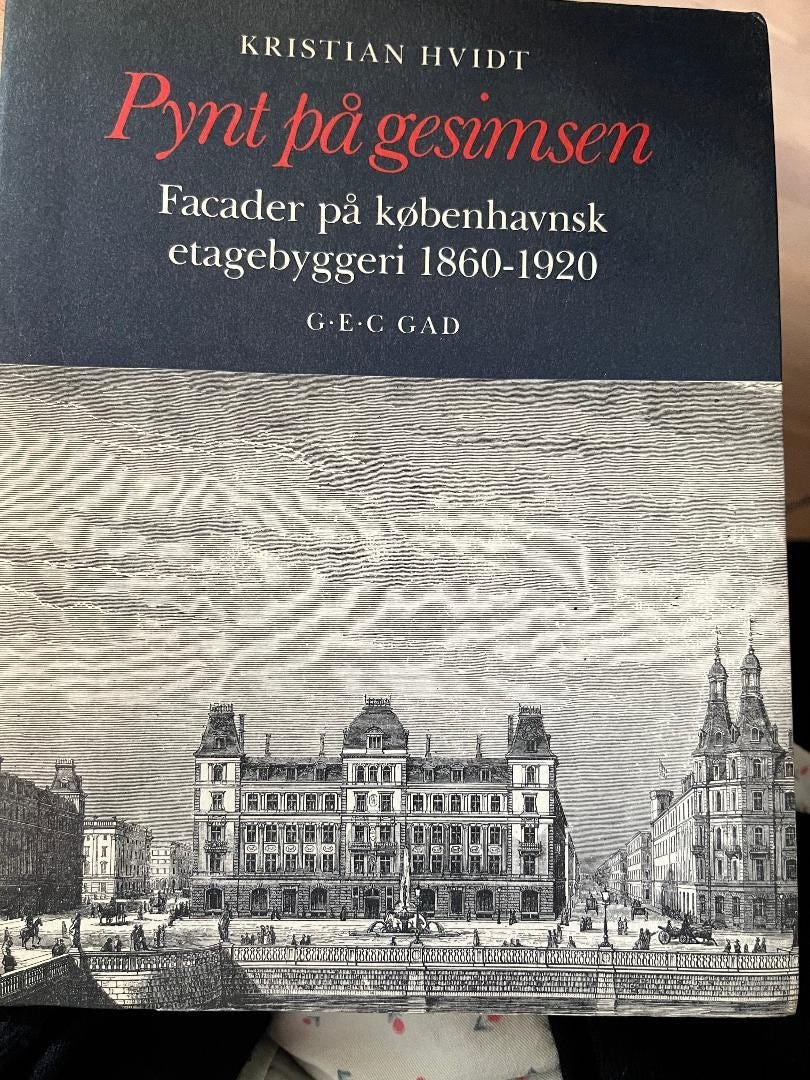 KRISTIAN HVIDT
Pynt på gesimsen
Facader på københavnsk
etagebyggeri 1860-1920
G·E·C GAD